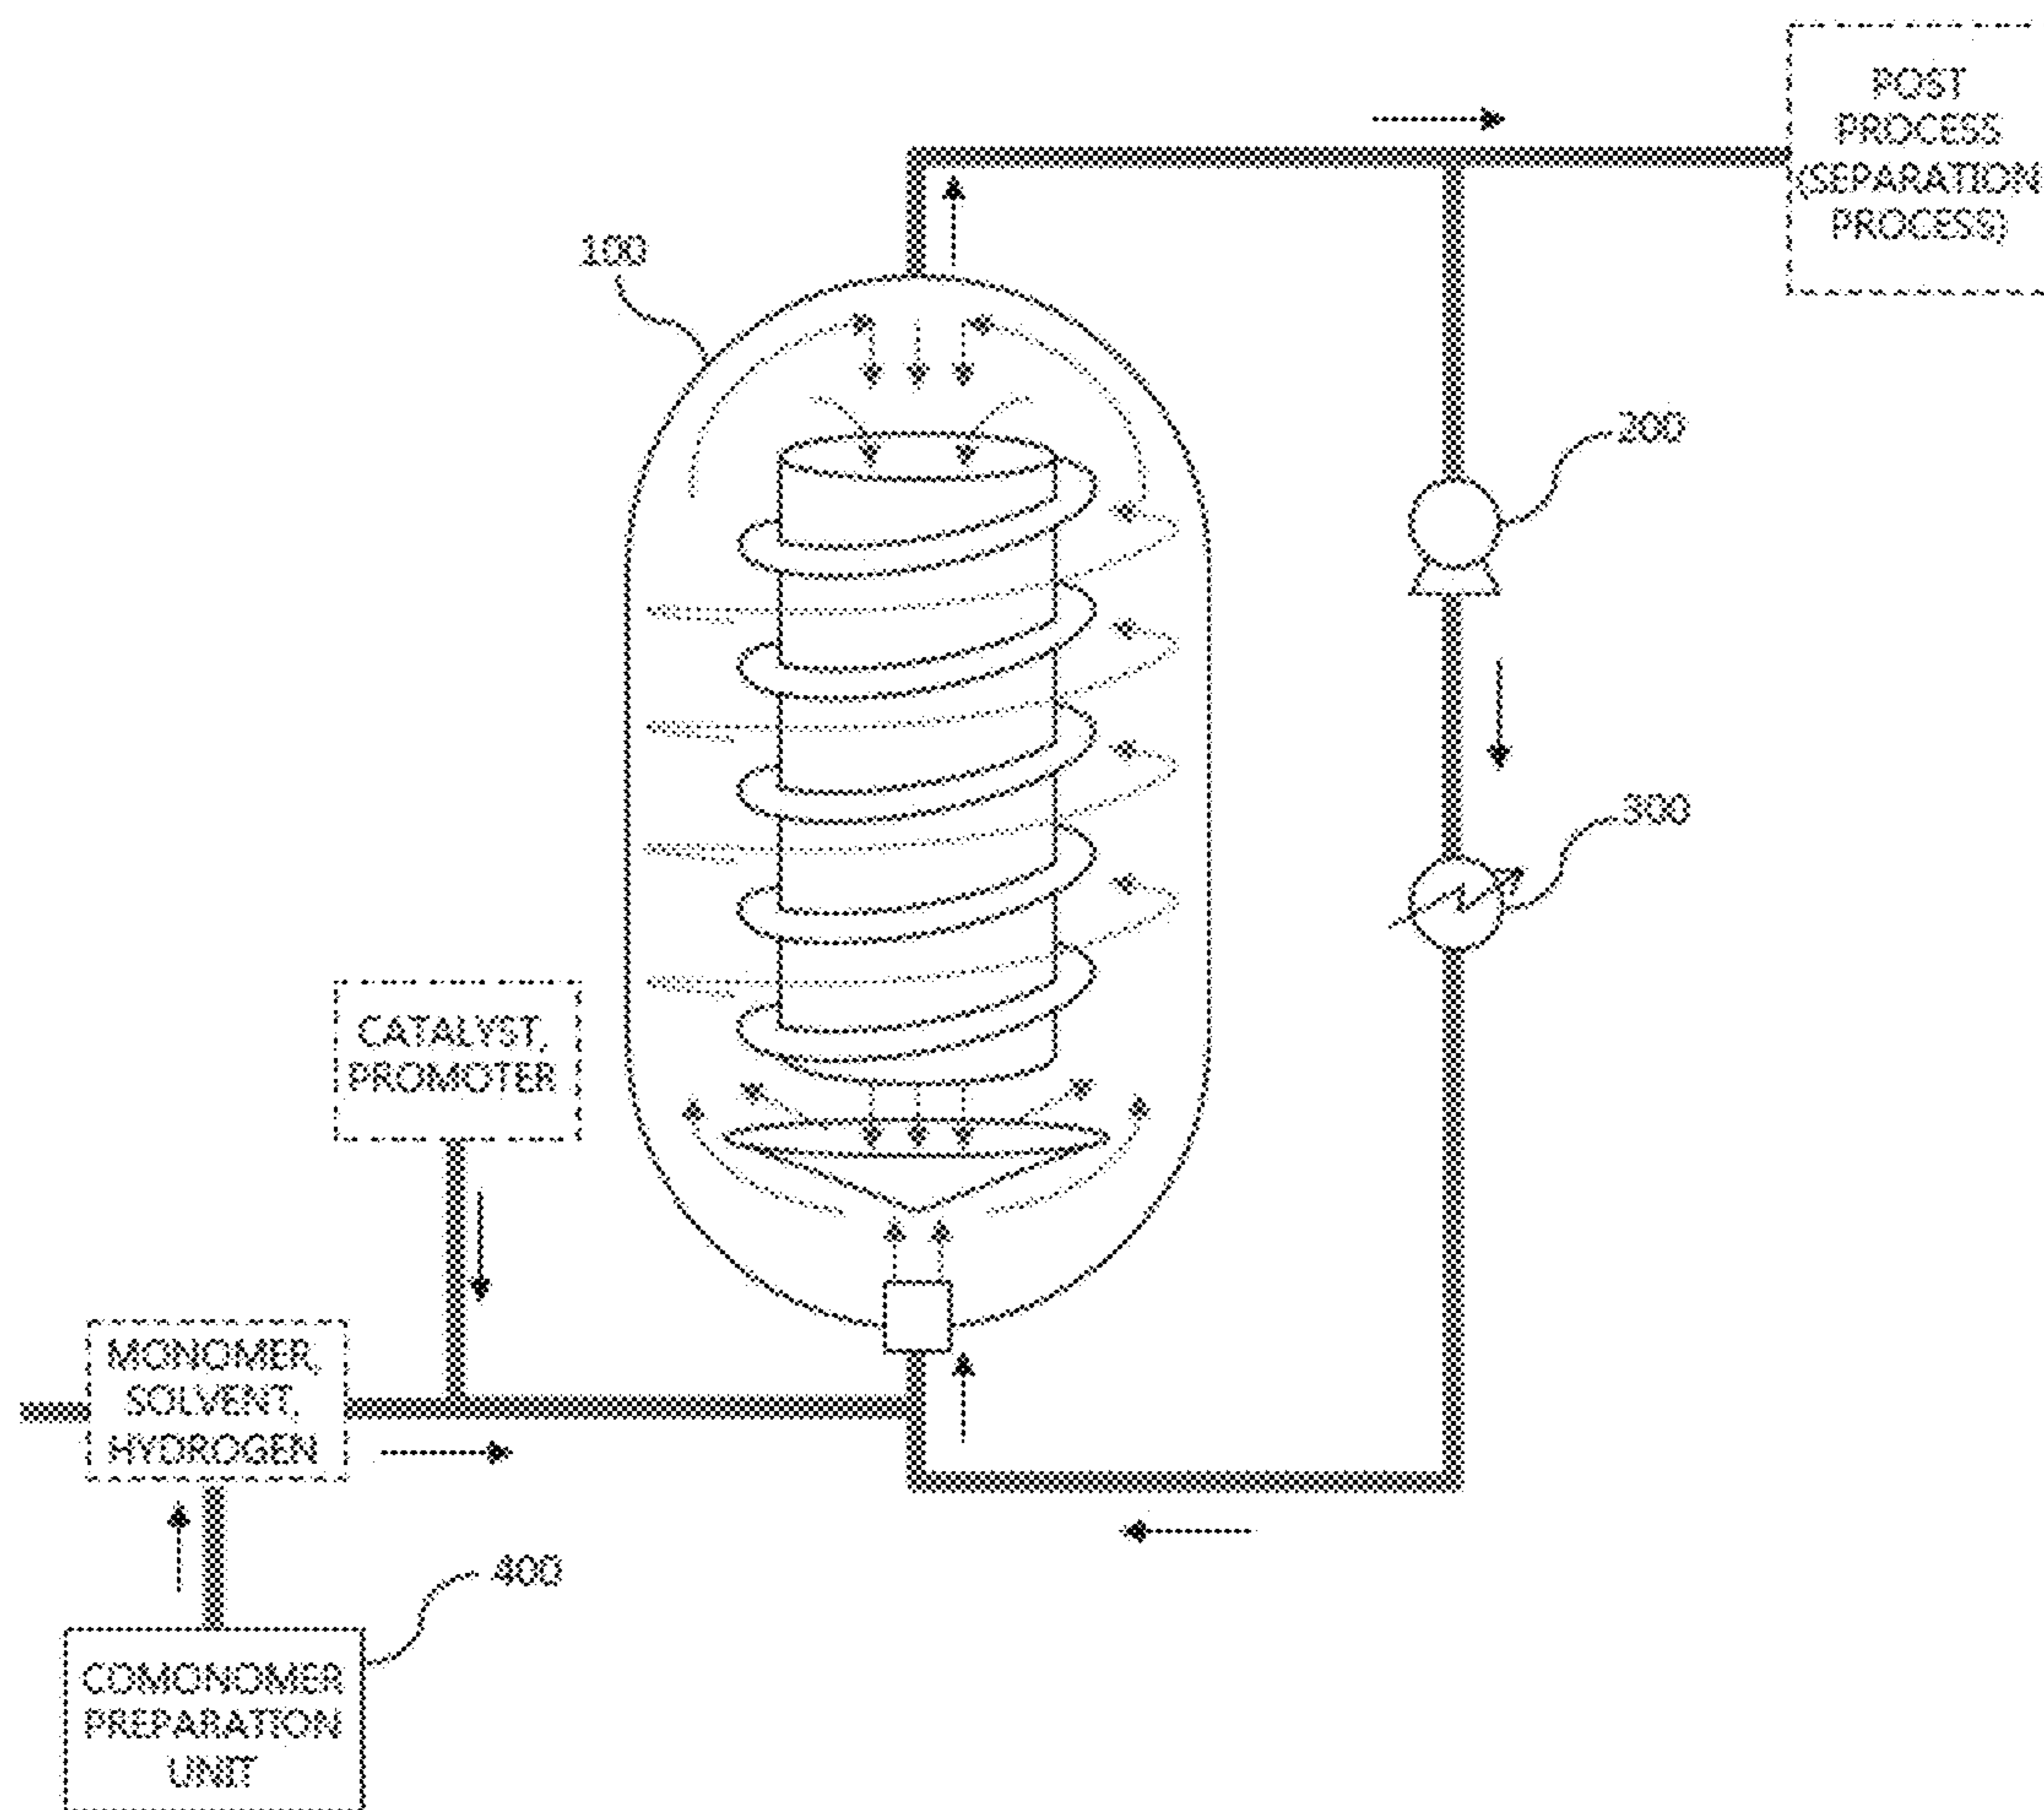 POST
PROCESS
(SEPARATION
PROCESS)
100
200
300
CATALYST,
PROMOTER
MONOMER,
SOLVENT,
HYDROGEN
400
COMONOMER
PREPARATION
UNIT